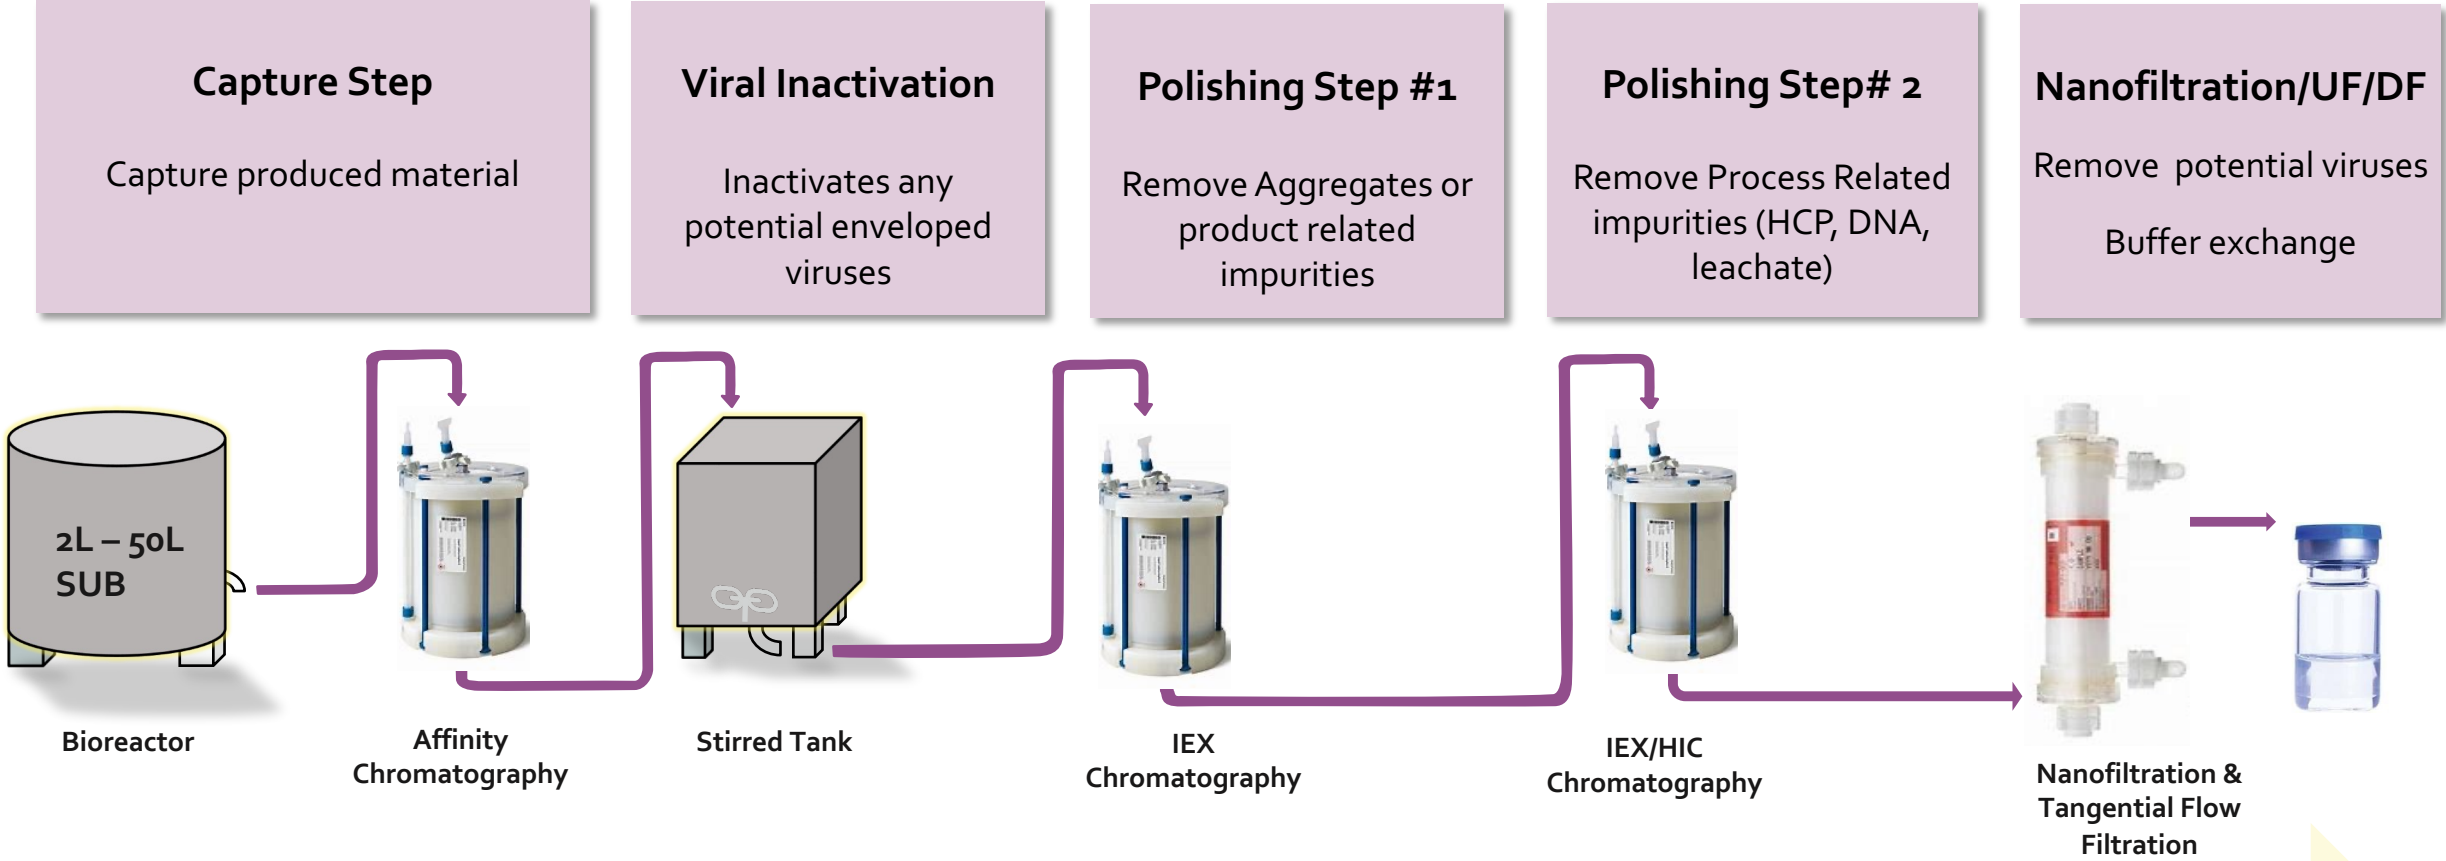 Capture Step
Capture produced material
Viral Inactivation
Inactivates any
potential enveloped
viruses
Polishing Step #1
Remove Aggregates or
product related
impurities
Polishing Step# 2
Remove Process Related
impurities (HCP, DNA,
leachate)
Nanofiltration/UF/DF
Remove potential viruses
Buffer exchange
2L – 50L
SUB
Bioreactor
Affinity
Chromatography
Stirred Tank
IEX
Chromatography
IEX/HIC
Chromatography
Nanofiltration &
Tangential Flow
Filtration